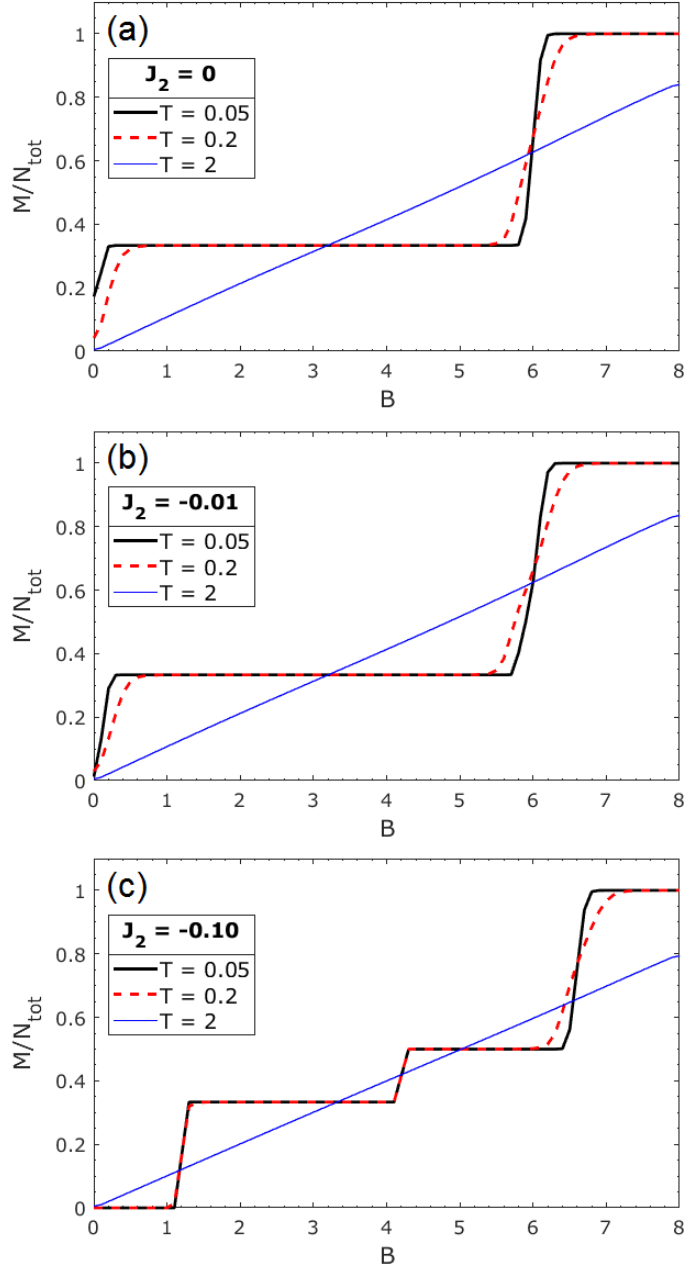 (a)
J2 = 0
T = 0.05
T = 0.2
T = 2
M/Ntot
1
0.8
0.6
0.4
0.2
0
0 1 2 3 4 5 6 7 8
B
(b)
J2 = -0.01
T = 0.05
T = 0.2
T = 2
M/Ntot
1
0.8
0.6
0.4
0.2
0
0 1 2 3 4 5 6 7 8
B
(c)
J2 = -0.10
T = 0.05
T = 0.2
T = 2
M/Ntot
1
0.8
0.6
0.4
0.2
0
0 1 2 3 4 5 6 7 8
B